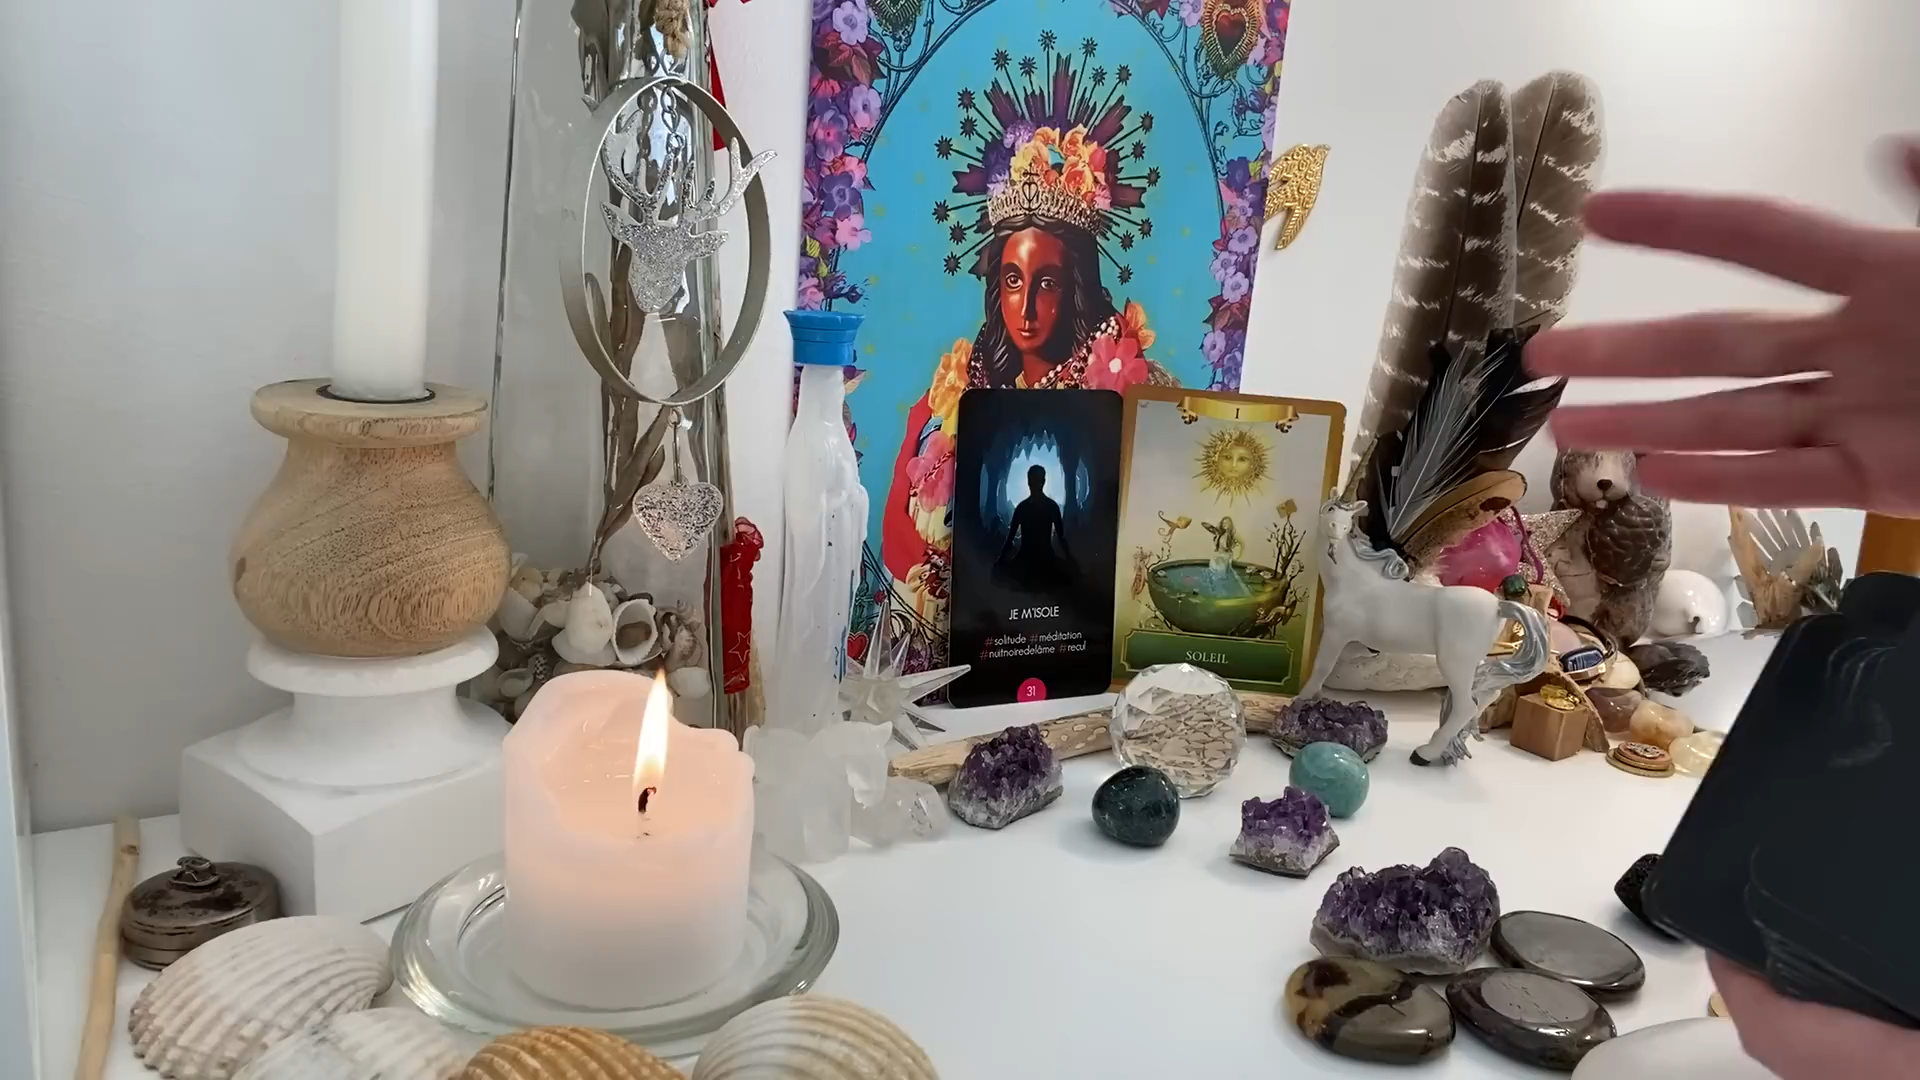 JE M'ISOLE
#solitude #méditation
#nuitnoiredelâme #recul
31
I
SOLEIL